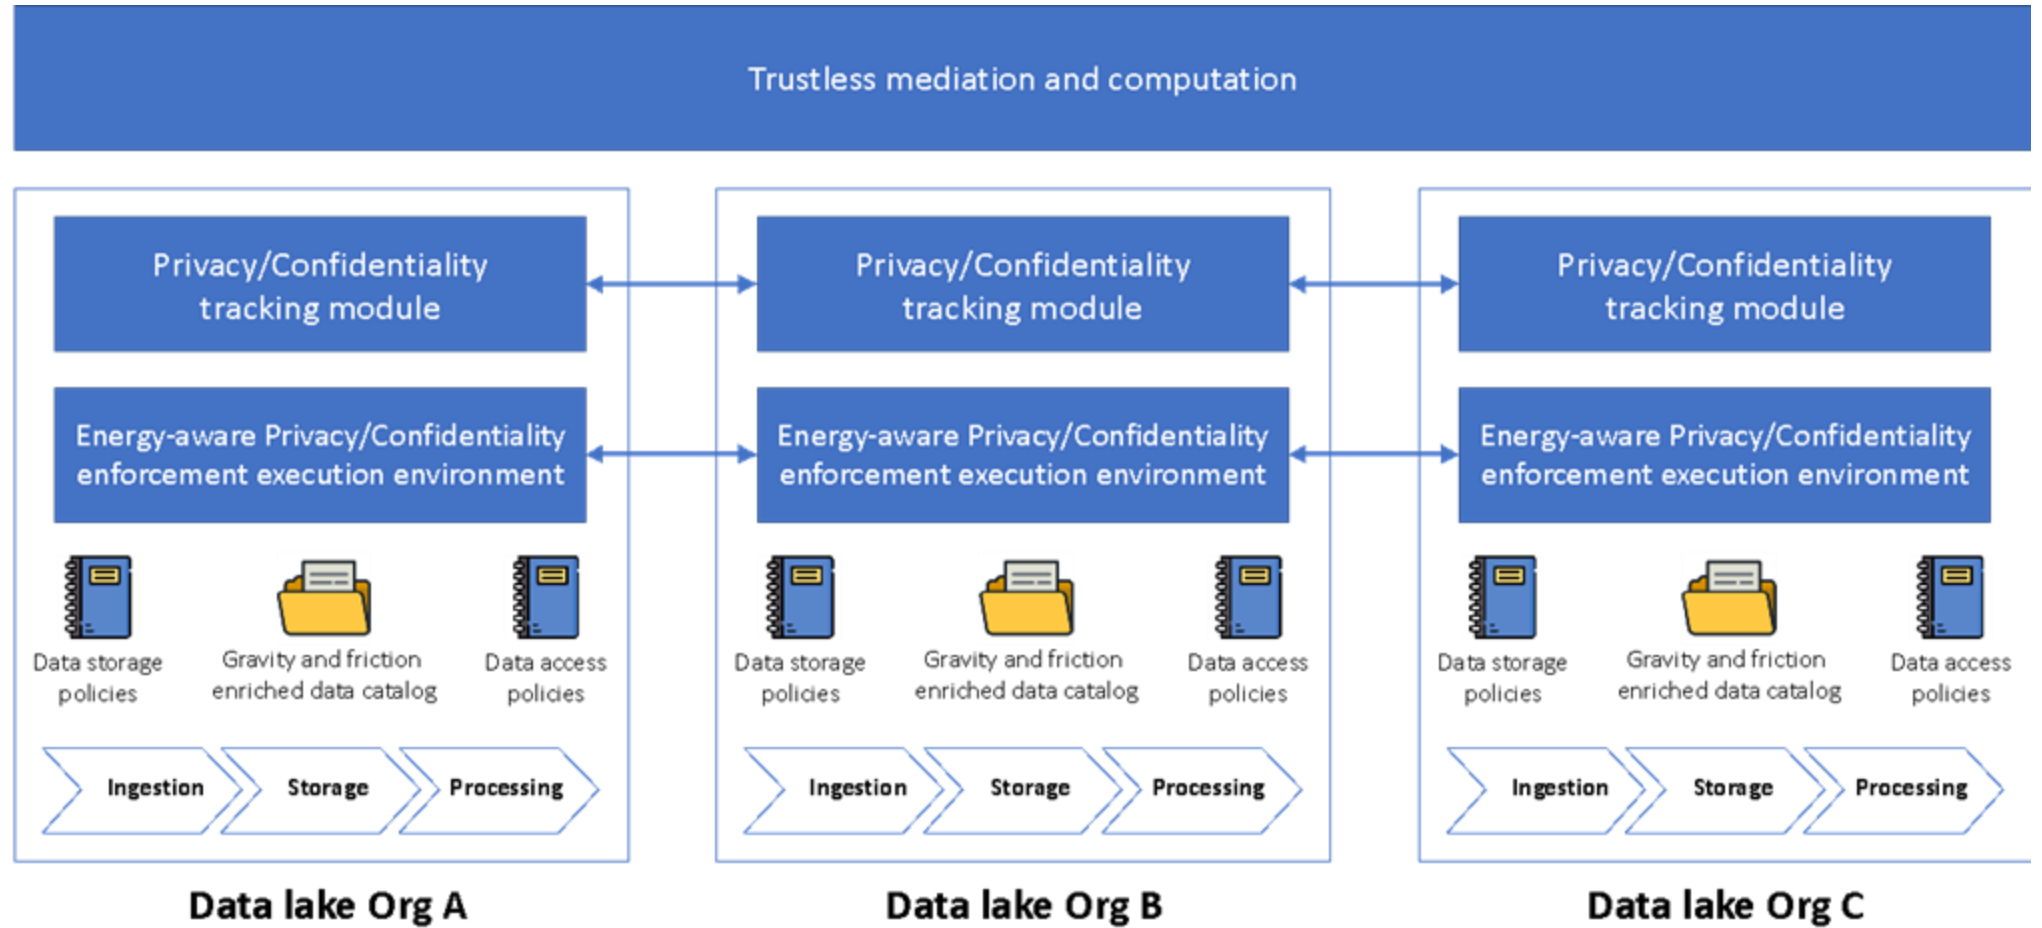 Trustless mediation and computation
Privacy/Confidentiality
tracking module
Energy-aware Privacy/Confidentiality
enforcement execution environment
Data storage
policies
Gravity and friction
enriched data catalog
Data access
policies
Ingestion
Storage
Processing
Data lake Org A
Privacy/Confidentiality
tracking module
Energy-aware Privacy/Confidentiality
enforcement execution environment
Data storage
policies
Gravity and friction
enriched data catalog
Data access
policies
Ingestion
Storage
Processing
Data lake Org B
Privacy/Confidentiality
tracking module
Energy-aware Privacy/Confidentiality
enforcement execution environment
Data storage
policies
Gravity and friction
enriched data catalog
Data access
policies
Ingestion
Storage
Processing
Data lake Org C